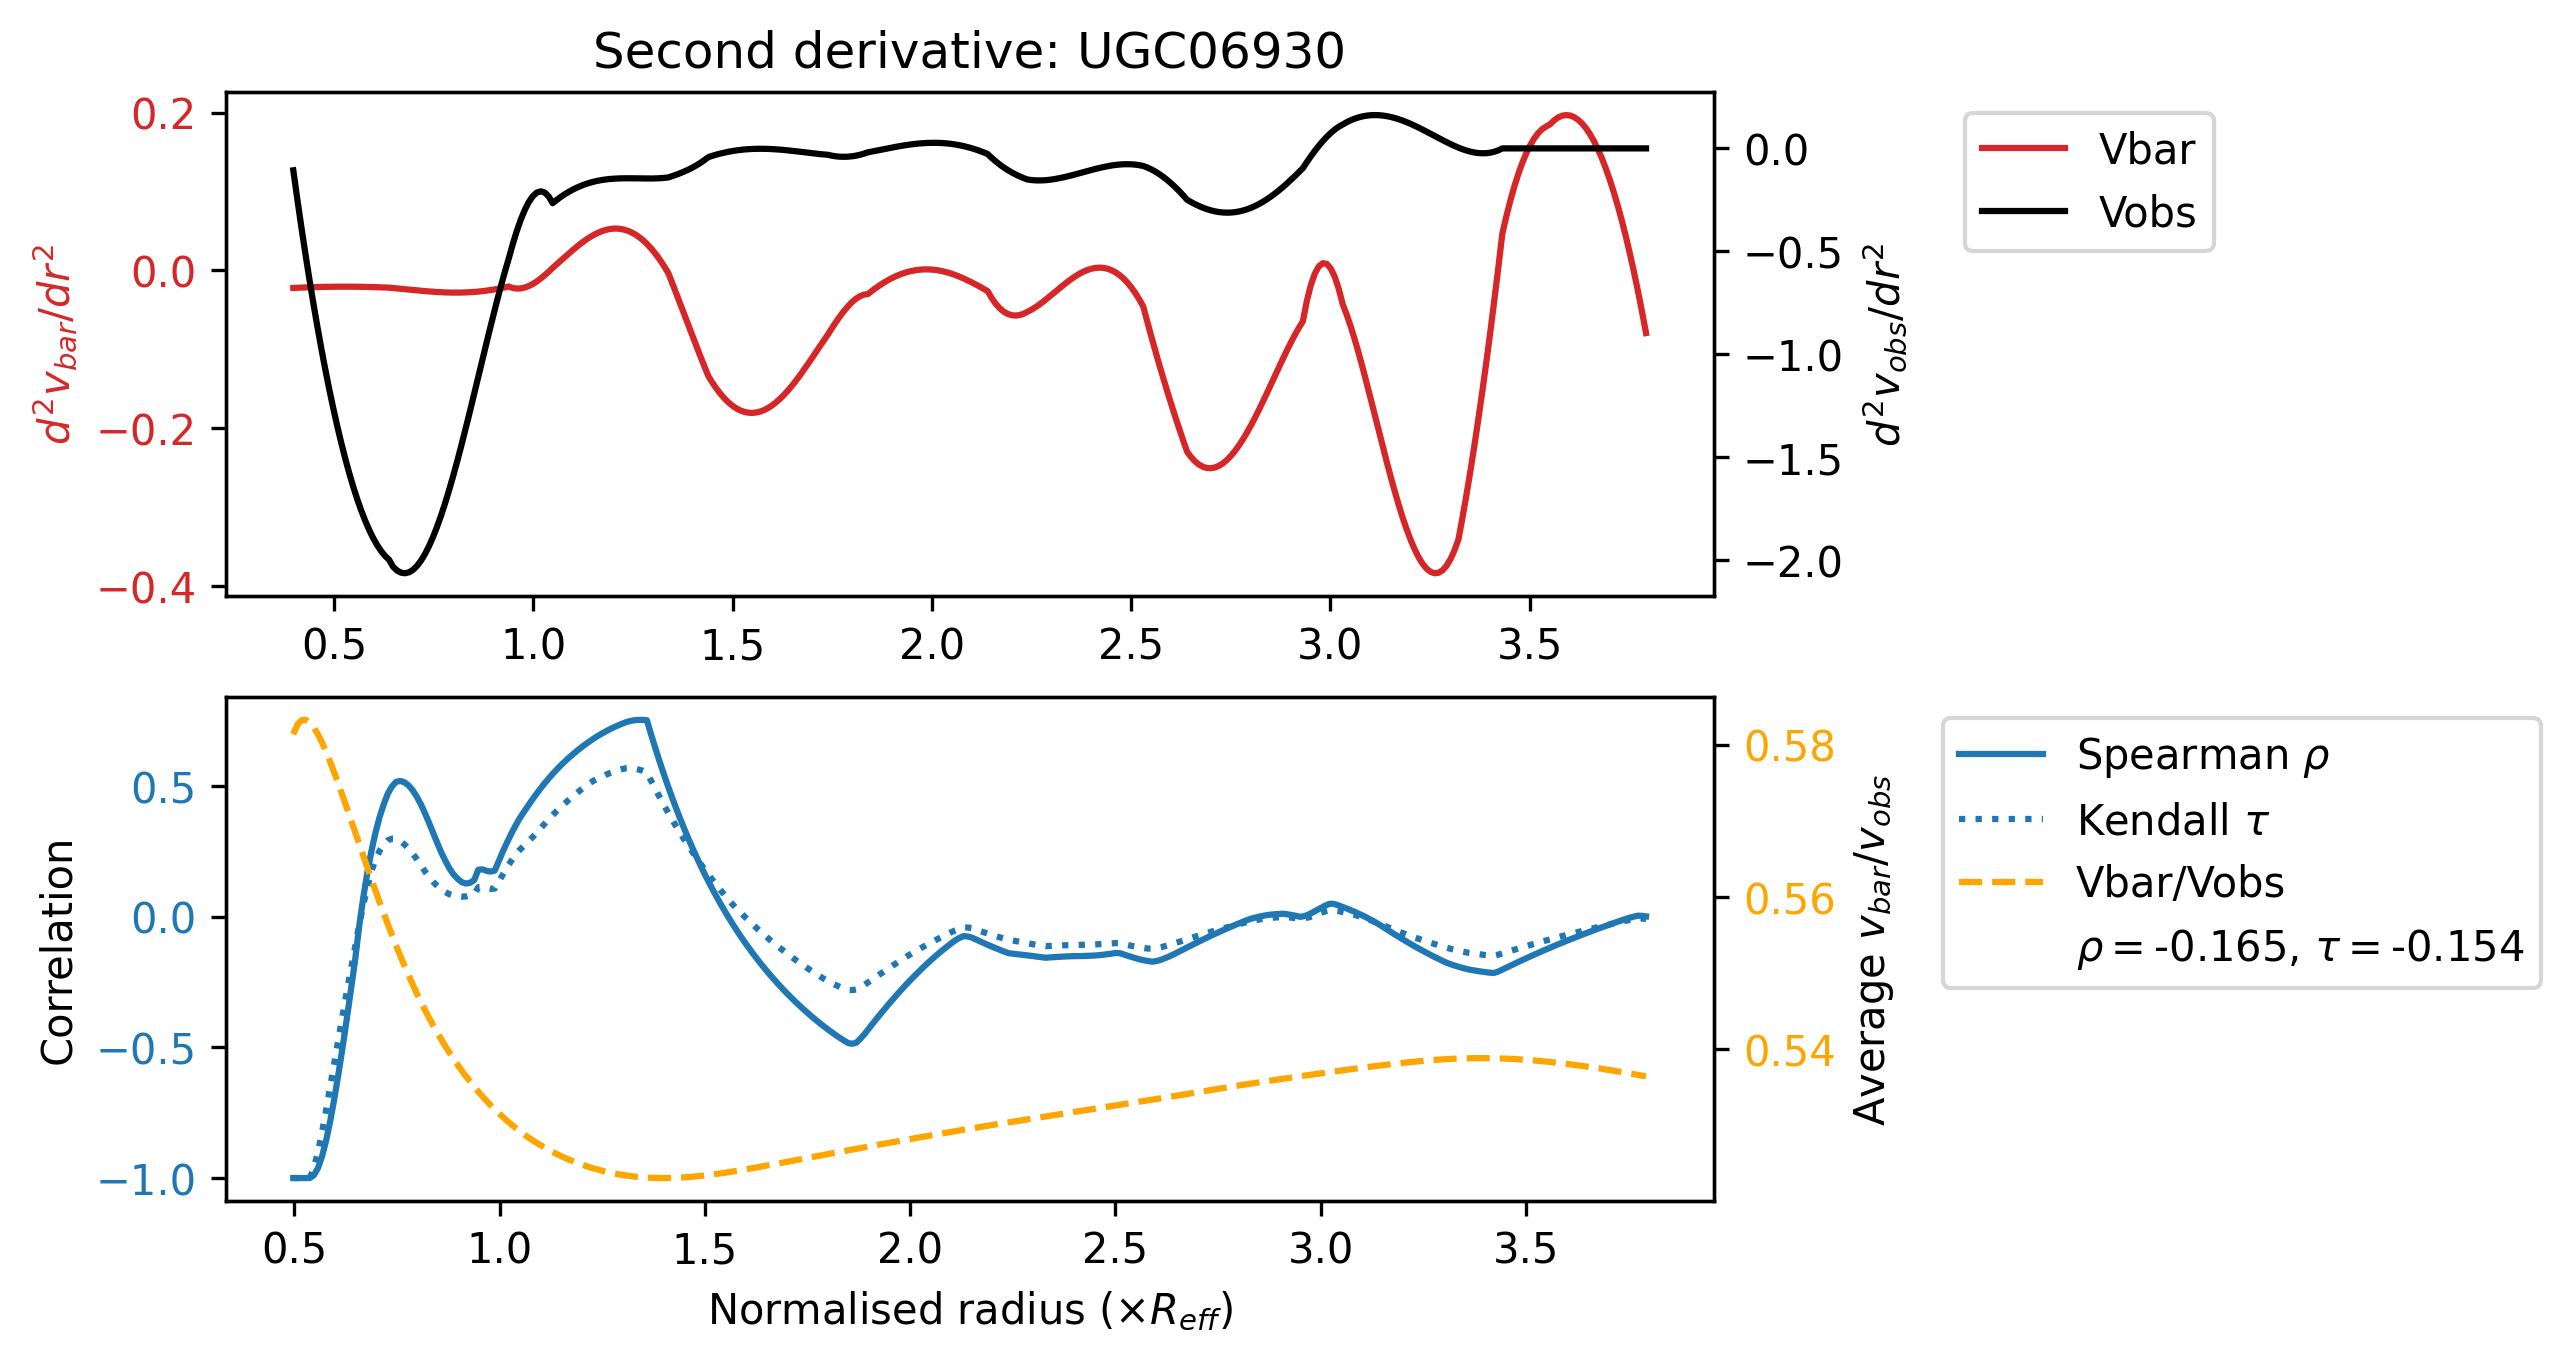 Second derivative: UGC06930
0.2
0.0
−0.2
−0.4
d²v_bar/dr²
0.0
−0.5
−1.0
−1.5
−2.0
d²v_obs/dr²
0.5 1.0 1.5 2.0 2.5 3.0 3.5
Vbar
Vobs
0.5
0.0
−0.5
−1.0
Correlation
0.58
0.56
0.54
Average v_bar/v_obs
0.5 1.0 1.5 2.0 2.5 3.0 3.5
Normalised radius (×R_eff)
Spearman ρ
Kendall τ
Vbar/Vobs
ρ = -0.165, τ = -0.154